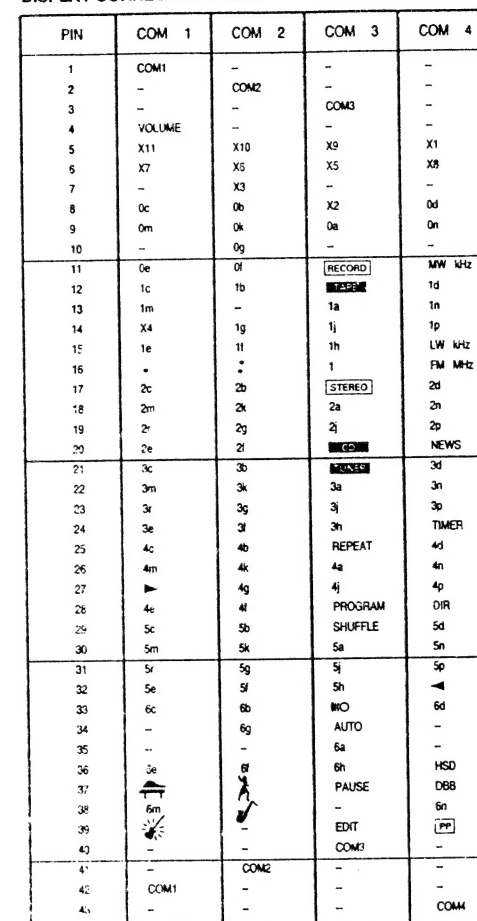 PIN COM 1 COM 2 COM 3 COM 4
1 COM1 – – –
2 – COM2 – –
3 – – COM3 –
4 VOLUME – – –
5 X11 X10 X9 X1
6 X7 X6 X5 X8
7 – X3 – –
8 0c 0b X2 0d
9 0m 0k 0a 0n
10 – 0g – –
11 0e 0f RECORD MW kHz
12 1c 1b TAPE 1d
13 1m – 1a 1n
14 X4 1g 1j 1p
15 1e 1f 1h LW kHz
16 • : 1 FM MHz
17 2c 2b STEREO 2d
18 2m 2k 2a 2n
19 2r 2g 2j 2p
20 2e 2f CD NEWS
21 3c 3b TUNER 3d
22 3m 3k 3a 3n
23 3r 3g 3j 3p
24 3e 3f 3h TIMER
25 4c 4b REPEAT 4d
26 4m 4k 4a 4n
27 ► 4g 4j 4p
28 4e 4f PROGRAM DIR
29 5c 5b SHUFFLE 5d
30 5m 5k 5a 5n
31 5r 5g 5j 5p
32 5e 5f 5h ◄
33 6c 6b 6d
34 – 6g AUTO –
35 – – 6a –
36 6e 6f 6h HSD
37 PAUSE DBB
38 6m – 6n
39 – EDIT PP
40 – – COM3 –
41 – COM2 – –
42 COM1 – – –
43 – – – COM4